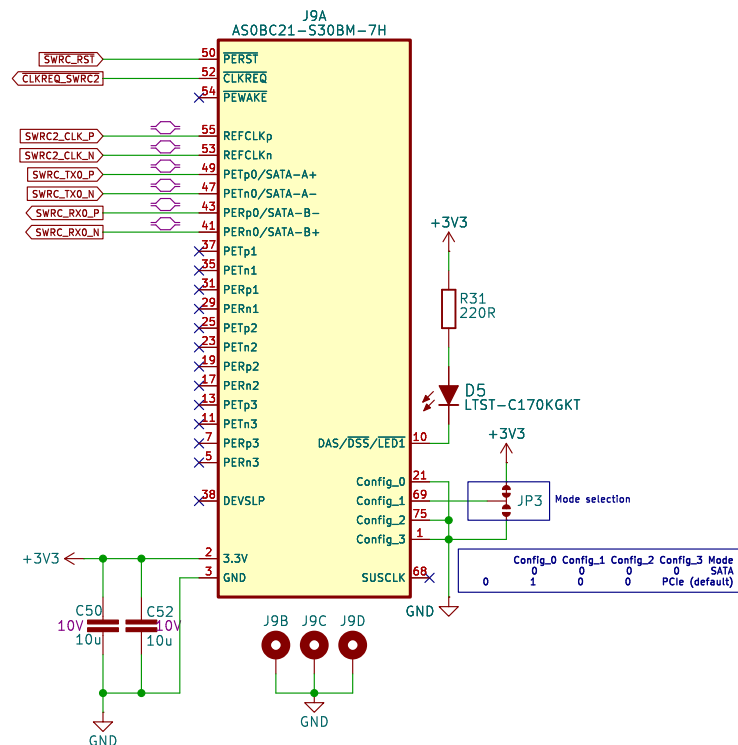 J9A
AS0BC21-S30BM-7H
SWRC_RST 50 PERST
CLKREQ_SWRC2 52 CLKREQ
54 PEWAKE
SWRC2_CLK_P 55 REFCLKp
SWRC2_CLK_N 53 REFCLKn
SWRC_TX0_P 49 PETp0/SATA-A+
SWRC_TX0_N 47 PETn0/SATA-A-
SWRC_RX0_P 43 PERp0/SATA-B-
SWRC_RX0_N 41 PERn0/SATA-B+
37 PETp1
35 PETn1
31 PERp1
29 PERn1
25 PETp2
23 PETn2
19 PERp2
17 PERn2
13 PETp3
11 PETn3
7 PERp3
5 PERn3
38 DEVSLP
+3V3 2 3.3V
3 GND
C50
10V
10u
C52
10V
10u
GND
+3V3
R31
220R
D5
LTST-C170KGKT
DAS/DSS/LED1 10
+3V3
Config_0 21
Config_1 69
Config_2 75
Config_3 1
JP3
Mode selection
SUSCLK 68
GND
Config_0 Config_1 Config_2 Config_3 Mode
0 0 0 SATA
0 1 0 0 PCIe (default)
J9B J9C J9D
GND